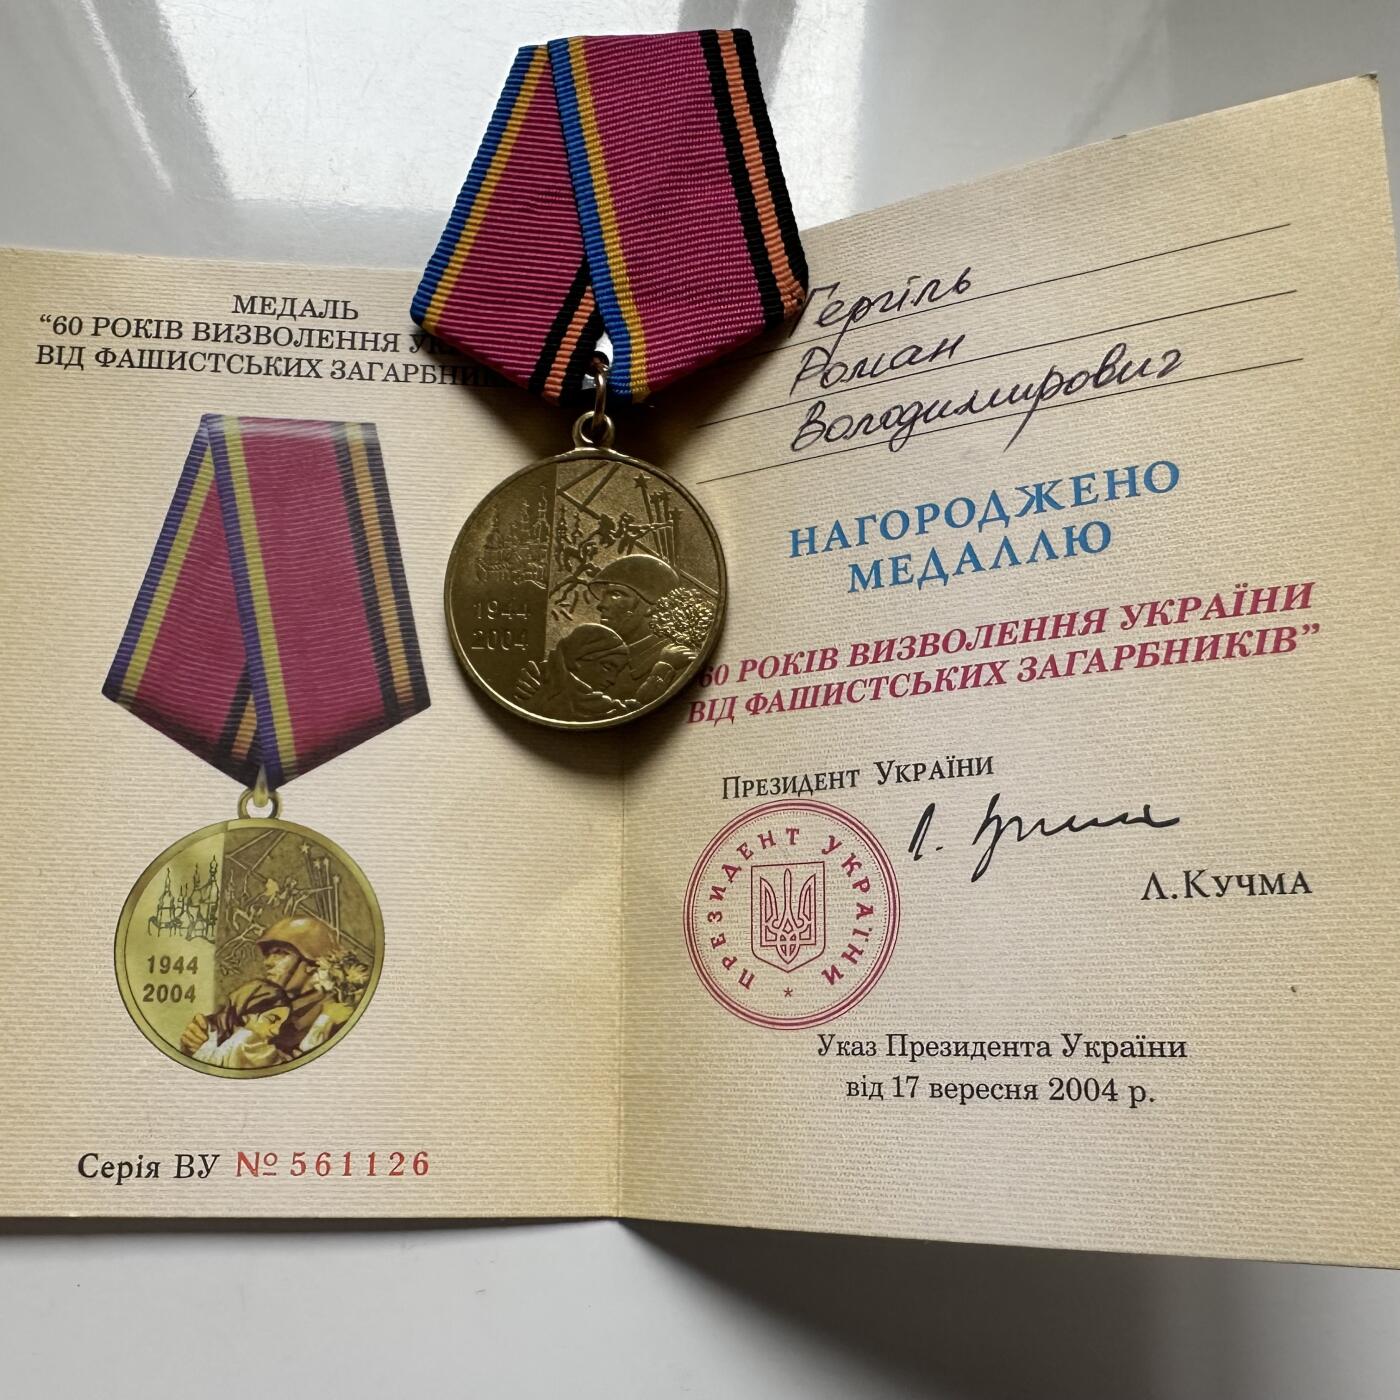 МЕДАЛЬ
“60 РОКІВ ВИЗВОЛЕННЯ
ВІД ФАШИСТСЬКИХ ЗАГАРБНИК
1944
2004
Серія ВУ № 561126
1944
2004
Гергіль
Роман
Володимирович
НАГОРОДЖЕНО
МЕДАЛЛЮ
60 РОКІВ ВИЗВОЛЕННЯ УКРАЇНИ
ВІД ФАШИСТСЬКИХ ЗАГАРБНИКІВ”
ПРЕЗИДЕНТ УКРАЇНИ
ПРЕЗИДЕНТ УКРАЇНИ
Л.КУЧМА
Указ Президента України
від 17 вересня 2004 р.